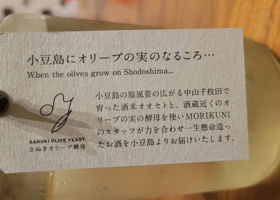 小豆島にオリーブの実のなるころ…
When the olives grow on Shodoshima...
小豆島の原風景の広がる中山千枚田で
育った酒米オオセトと、酒蔵近くのオ
リーブの実の酵母を使いMORIKUNI
のスタッフが力を合わせ一生懸命造っ
たお酒を小豆島よりお届けいたします。
SANUKI OLIVE YEAST
さぬきオリーブ酵母